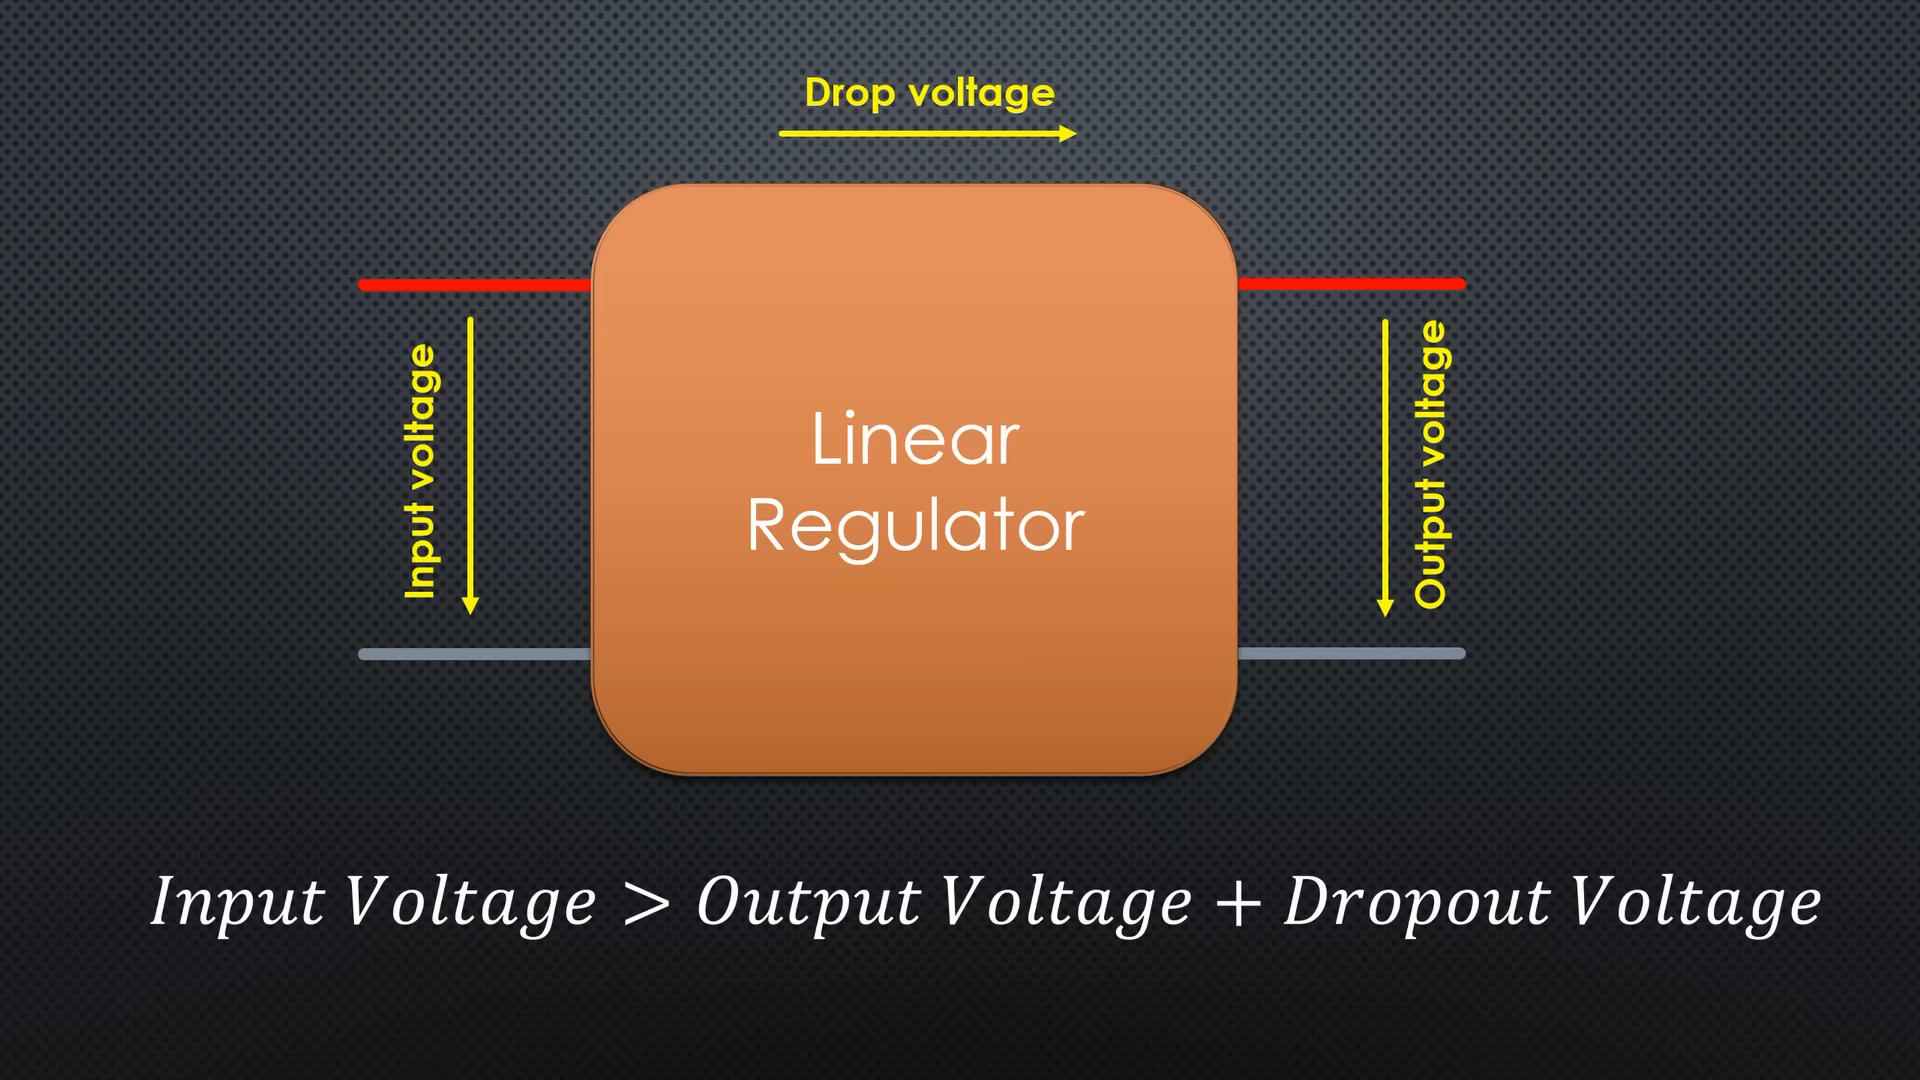 Drop voltage
Input voltage
Linear
Regulator
Output voltage
Input Voltage > Output Voltage + Dropout Voltage